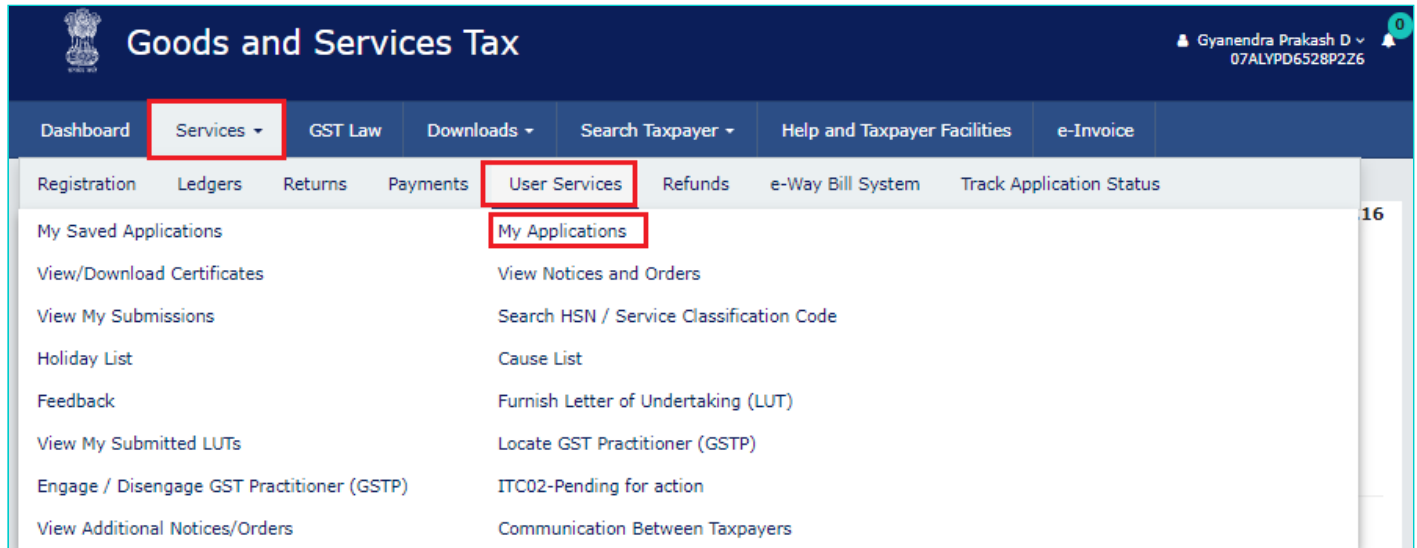 Goods and Services Tax
0
Gyanendra Prakash D
07ALYPD6528P2Z6
Dashboard Services GST Law Downloads Search Taxpayer Help and Taxpayer Facilities e-Invoice
Registration Ledgers Returns Payments User Services Refunds e-Way Bill System Track Application Status
16
My Saved Applications My Applications
View/Download Certificates View Notices and Orders
View My Submissions Search HSN / Service Classification Code
Holiday List Cause List
Feedback Furnish Letter of Undertaking (LUT)
View My Submitted LUTs Locate GST Practitioner (GSTP)
Engage / Disengage GST Practitioner (GSTP) ITC02-Pending for action
View Additional Notices/Orders Communication Between Taxpayers